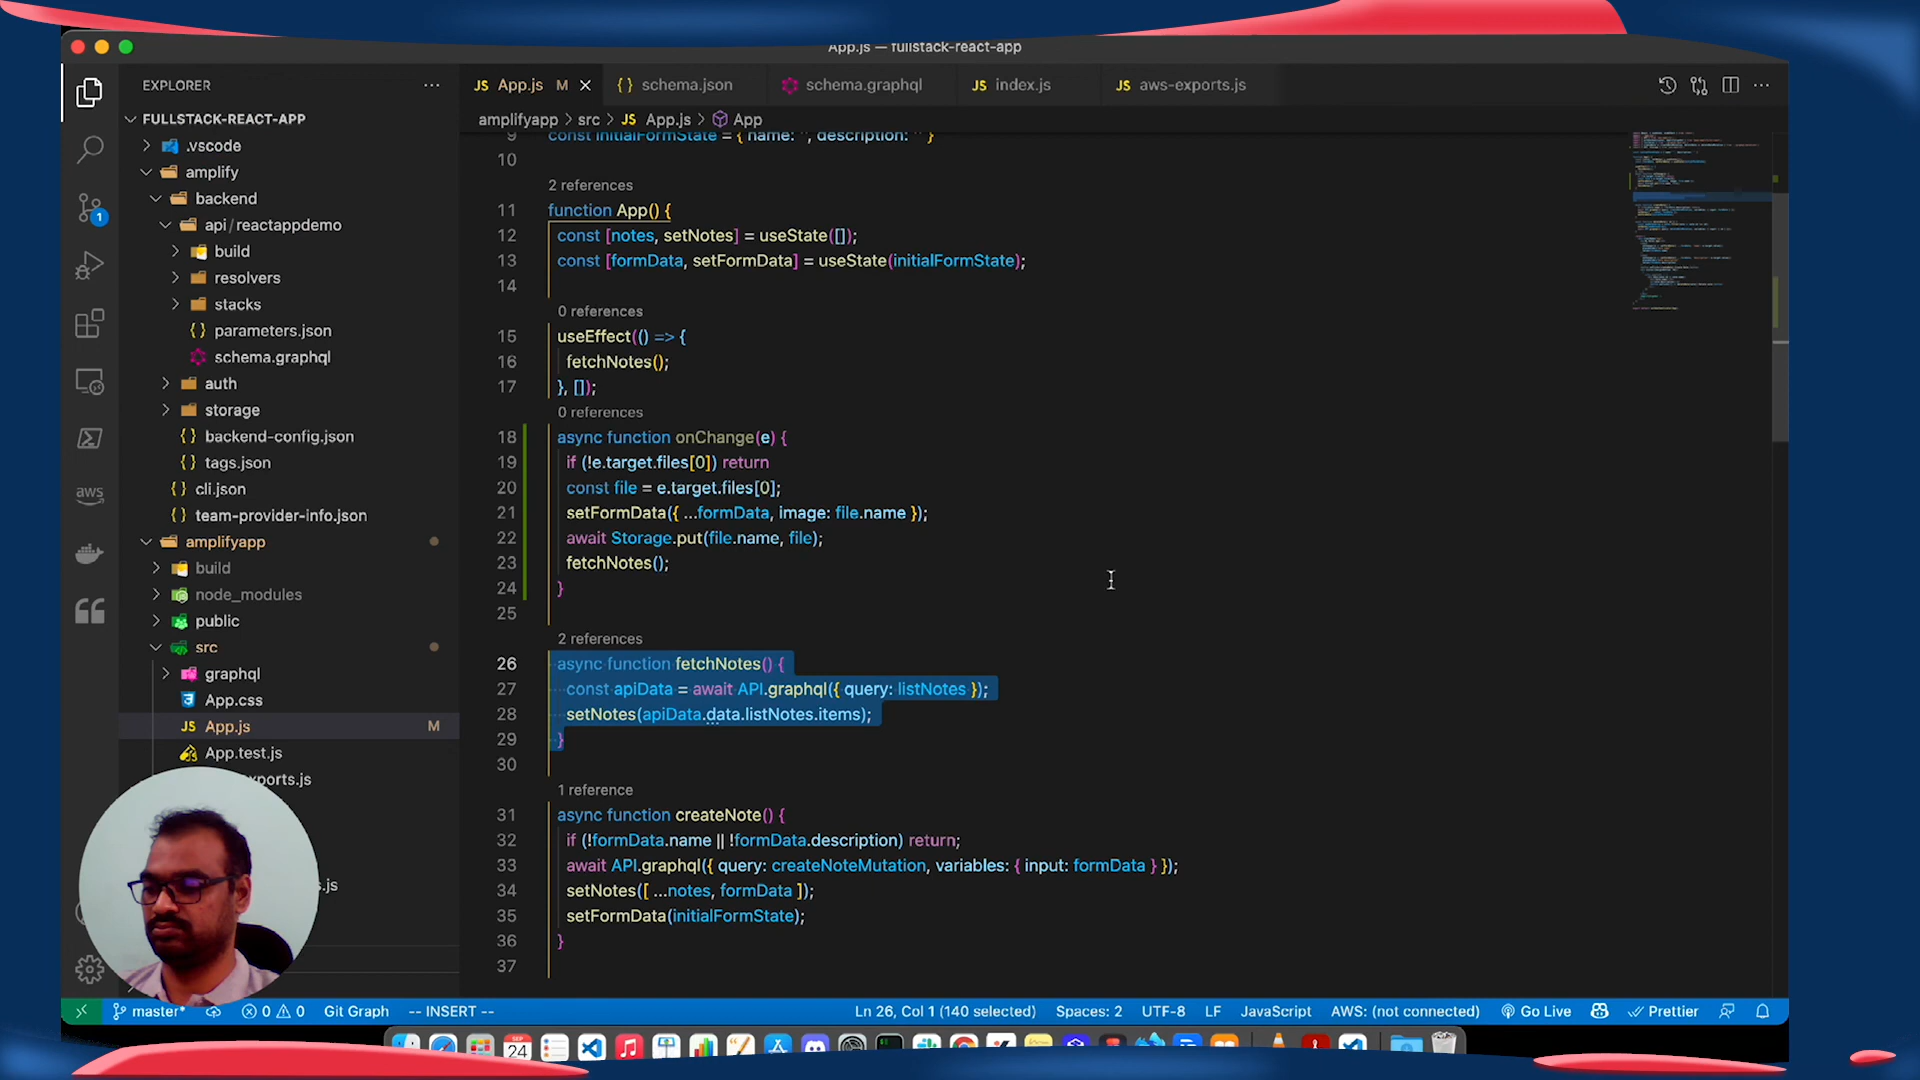 App.js — fullstack-react-app
EXPLORER
FULLSTACK-REACT-APP
.vscode
amplify
backend
api/reactappdemo
build
resolvers
stacks
parameters.json
schema.graphql
auth
storage
backend-config.json
tags.json
cli.json
team-provider-info.json
amplifyapp
build
node_modules
public
src
graphql
App.css
App.js M
App.test.js
xports.js
s.js
App.js M
schema.json
schema.graphql
index.js
aws-exports.js
amplifyapp > src > JS App.js > App
9 const initialFormState = { name: '', description: '' }
10
2 references
11 function App() {
12 const [notes, setNotes] = useState([]);
13 const [formData, setFormData] = useState(initialFormState);
14
0 references
15 useEffect(() => {
16 fetchNotes();
17 }, []);
0 references
18 async function onChange(e) {
19 if (!e.target.files[0]) return
20 const file = e.target.files[0];
21 setFormData({ ...formData, image: file.name });
22 await Storage.put(file.name, file);
23 fetchNotes();
24 }
25
2 references
26 async function fetchNotes() {
27 const apiData = await API.graphql({ query: listNotes });
28 setNotes(apiData.data.listNotes.items);
29 }
30
1 reference
31 async function createNote() {
32 if (!formData.name || !formData.description) return;
33 await API.graphql({ query: createNoteMutation, variables: { input: formData } });
34 setNotes([ ...notes, formData ]);
35 setFormData(initialFormState);
36 }
37
master* 0 0 Git Graph -- INSERT -- Ln 26, Col 1 (140 selected) Spaces: 2 UTF-8 LF JavaScript AWS: (not connected) Go Live Prettier